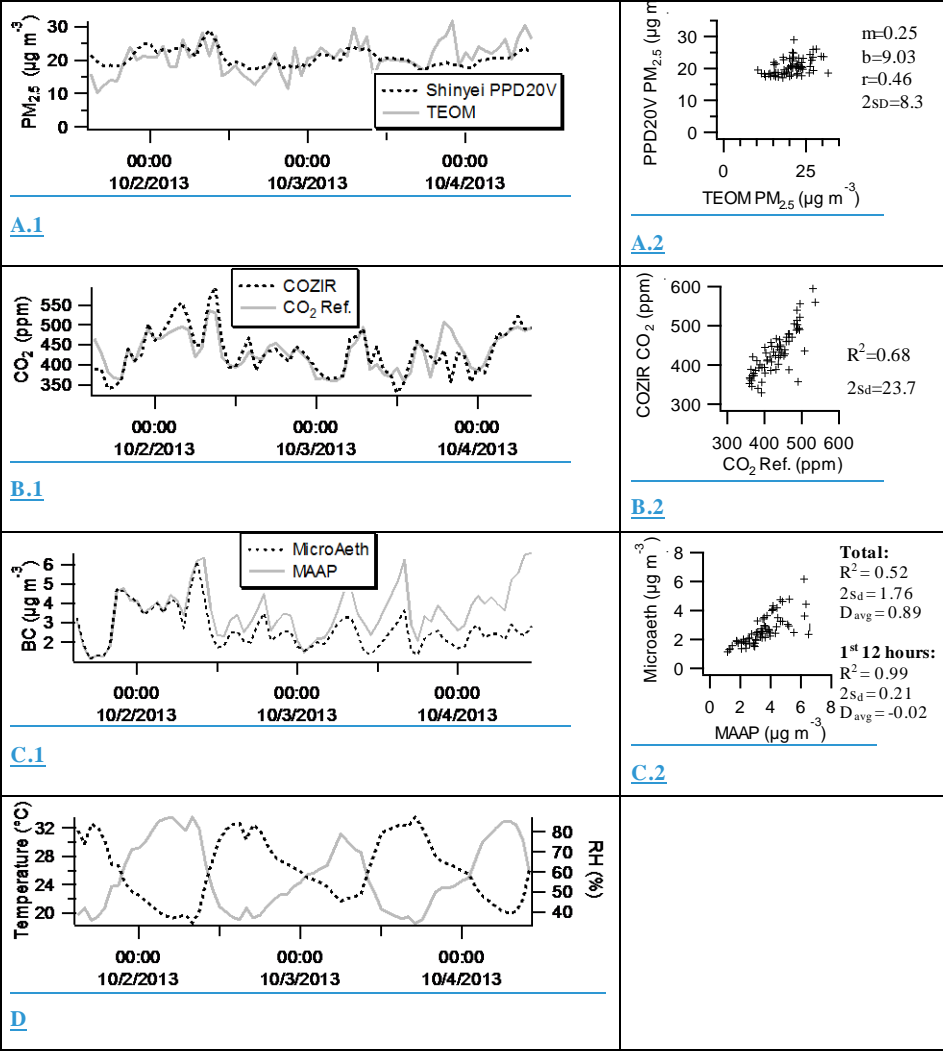 PM2.5 (µg m-3)
30
20
10
0
Shinyei PPD20V
TEOM
00:00
10/2/2013
00:00
10/3/2013
00:00
10/4/2013
A.1
PPD20V PM2.5 (µg m
30
20
10
0
0
25
TEOM PM2.5 (µg m-3)
m=0.25
b=9.03
r=0.46
2SD=8.3
A.2
CO2 (ppm)
550
500
450
400
350
COZIR
CO2 Ref.
00:00
10/2/2013
00:00
10/3/2013
00:00
10/4/2013
B.1
COZIR CO2 (ppm)
600
500
400
300
300 400 500 600
CO2 Ref. (ppm)
R2=0.68
2Sd=23.7
B.2
BC (µg m-3)
6
5
4
3
2
MicroAeth
MAAP
00:00
10/2/2013
00:00
10/3/2013
00:00
10/4/2013
C.1
Microaeth (µg m-3)
8
6
4
2
0
0 2 4 6 8
MAAP (µg m-3)
Total:
R2 = 0.52
2sd = 1.76
Davg = 0.89
1st 12 hours:
R2 = 0.99
2sd = 0.21
Davg = -0.02
C.2
Temperature (°C)
32
28
24
20
80
70
60
50
40
RH (%)
00:00
10/2/2013
00:00
10/3/2013
00:00
10/4/2013
D